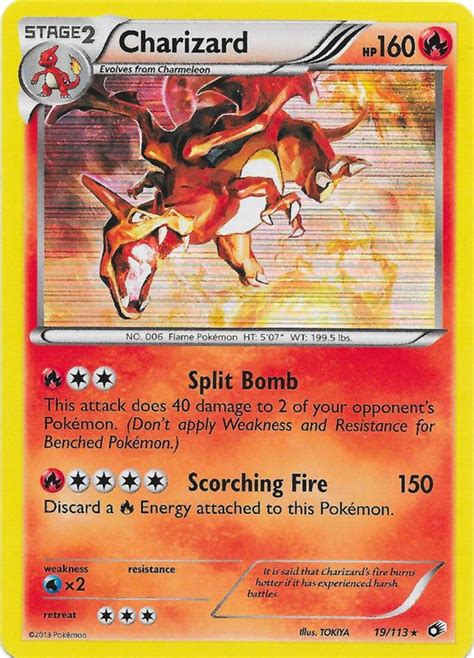 STAGE2
Charizard
HP160
Evolves from Charmeleon
NO. 006 Flame Pokémon HT: 5'07" WT: 199.5 lbs.
Split Bomb
This attack does 40 damage to 2 of your opponent's
Pokémon. (Don't apply Weakness and Resistance for
Benched Pokémon.)
Scorching Fire 150
Discard a Energy attached to this Pokémon.
weakness resistance
×2
retreat
It is said that Charizard's fire burns
hotter if it has experienced harsh
battles.
©2013 Pokémon
Illus. TOKIYA 19/113★